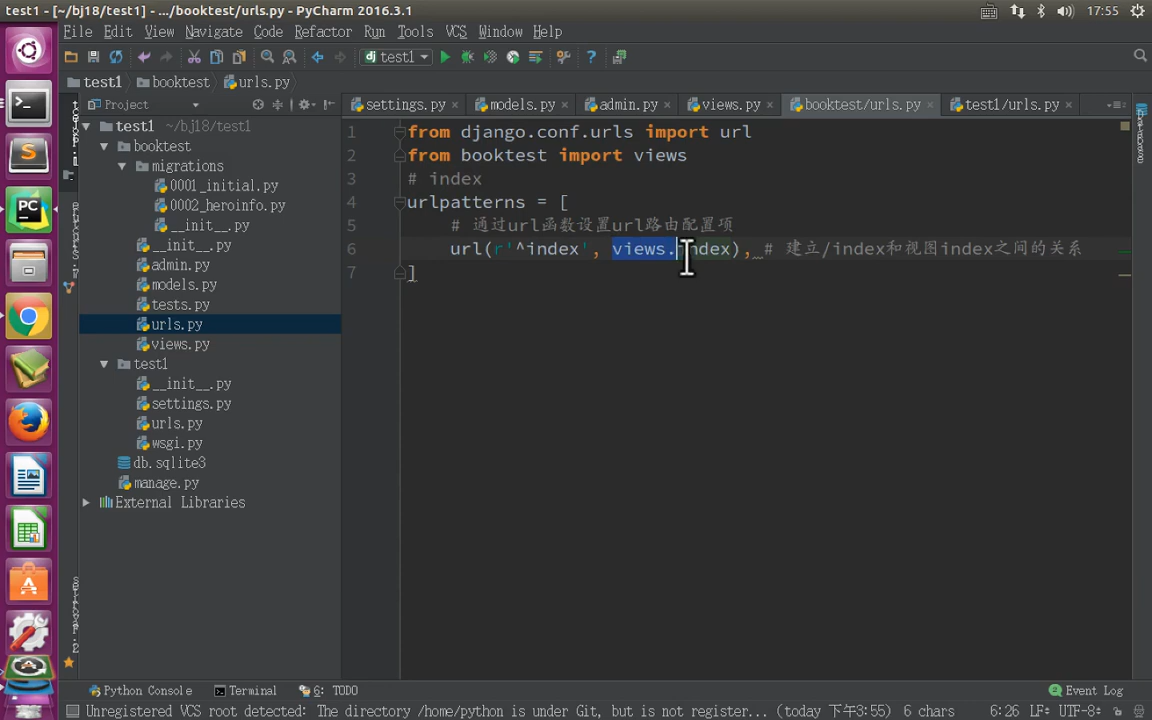 test1 - [~/bj18/test1] - .../booktest/urls.py - PyCharm 2016.3.1
17:55
File Edit View Navigate Code Refactor Run Tools VCS Window Help
dj test1
test1 booktest urls.py
Project
settings.py models.py admin.py views.py booktest/urls.py test1/urls.py
test1 ~/bj18/test1
booktest
migrations
0001_initial.py
0002_heroinfo.py
__init__.py
__init__.py
admin.py
models.py
tests.py
urls.py
views.py
test1
__init__.py
settings.py
urls.py
wsgi.py
db.sqlite3
manage.py
External Libraries
1 from django.conf.urls import url
2 from booktest import views
3 # index
4 urlpatterns = [
5 # 通过url函数设置url路由配置项
6 url(r'^index', views.index), # 建立/index和视图index之间的关系
7 ]
Python Console Terminal 6: TODO Event Log
Unregistered VCS root detected: The directory /home/python is under Git, but is not register... (today 下午3:55) 6 chars 6:26 LF÷ UTF-8÷